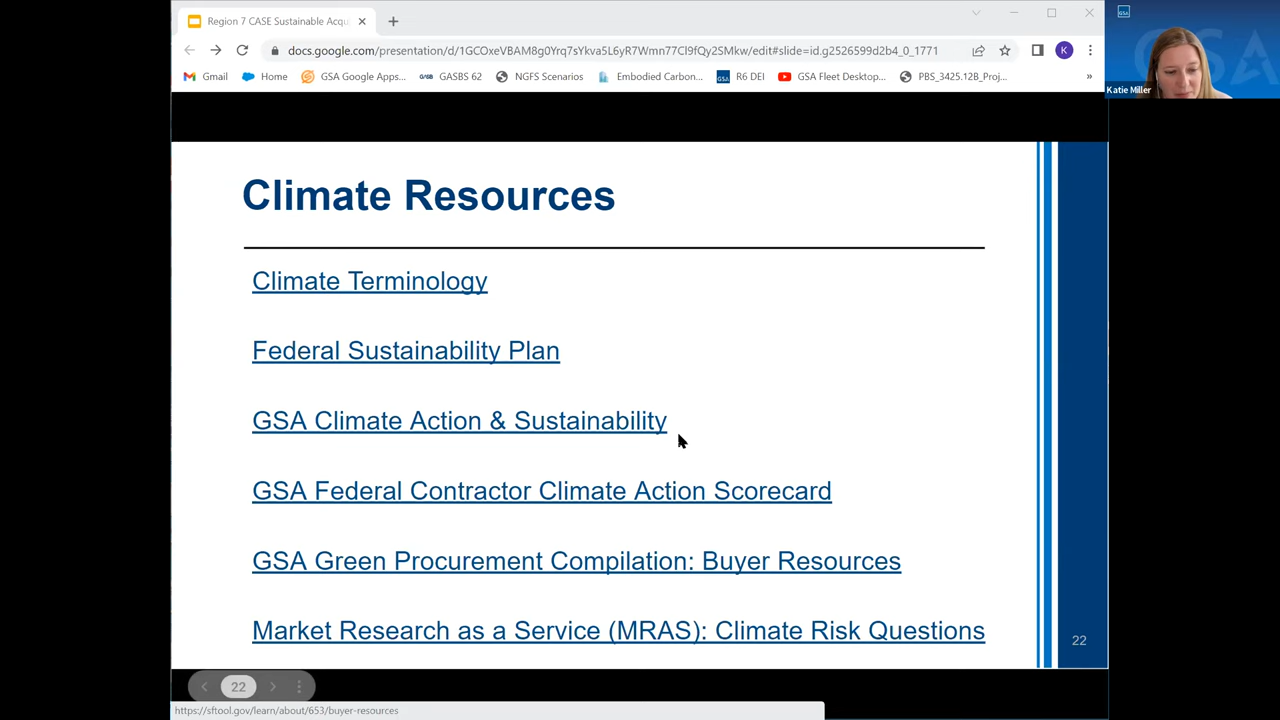 Region 7 CASE Sustainable Acqu
docs.google.com/presentation/d/1GCOxeVBAM8g0Yrq7sYkva5L6yR7Wmn77Cl9fQy2SMkw/edit#slide=id.g2526599d2b4_0_1771
K
Gmail Home GSA Google Apps... GASBS 62 NGFS Scenarios Embodied Carbon... R6 DEI GSA Fleet Desktop... PBS_3425.12B_Proj... »
GSA
Katie Miller
Climate Resources
Climate Terminology
Federal Sustainability Plan
GSA Climate Action & Sustainability
GSA Federal Contractor Climate Action Scorecard
GSA Green Procurement Compilation: Buyer Resources
Market Research as a Service (MRAS): Climate Risk Questions
22
22
https://sftool.gov/learn/about/653/buyer-resources